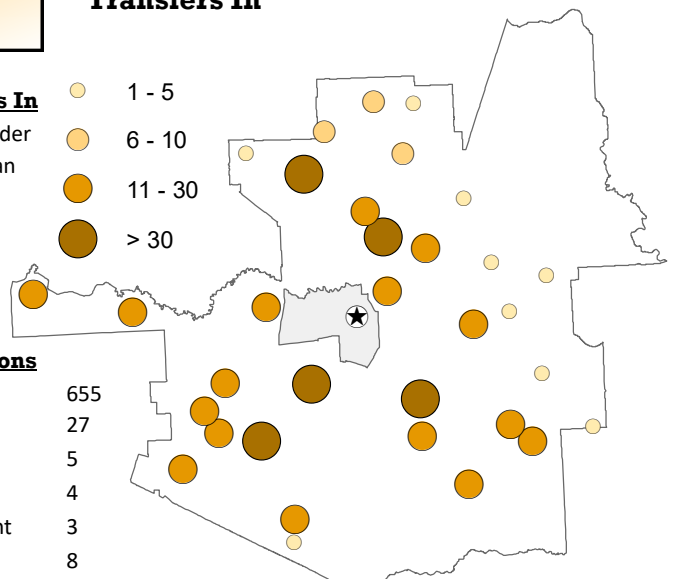 Transfers In
s In
der
an
1 - 5
6 - 10
11 - 30
> 30
ons
655
27
5
4
nt 3
8